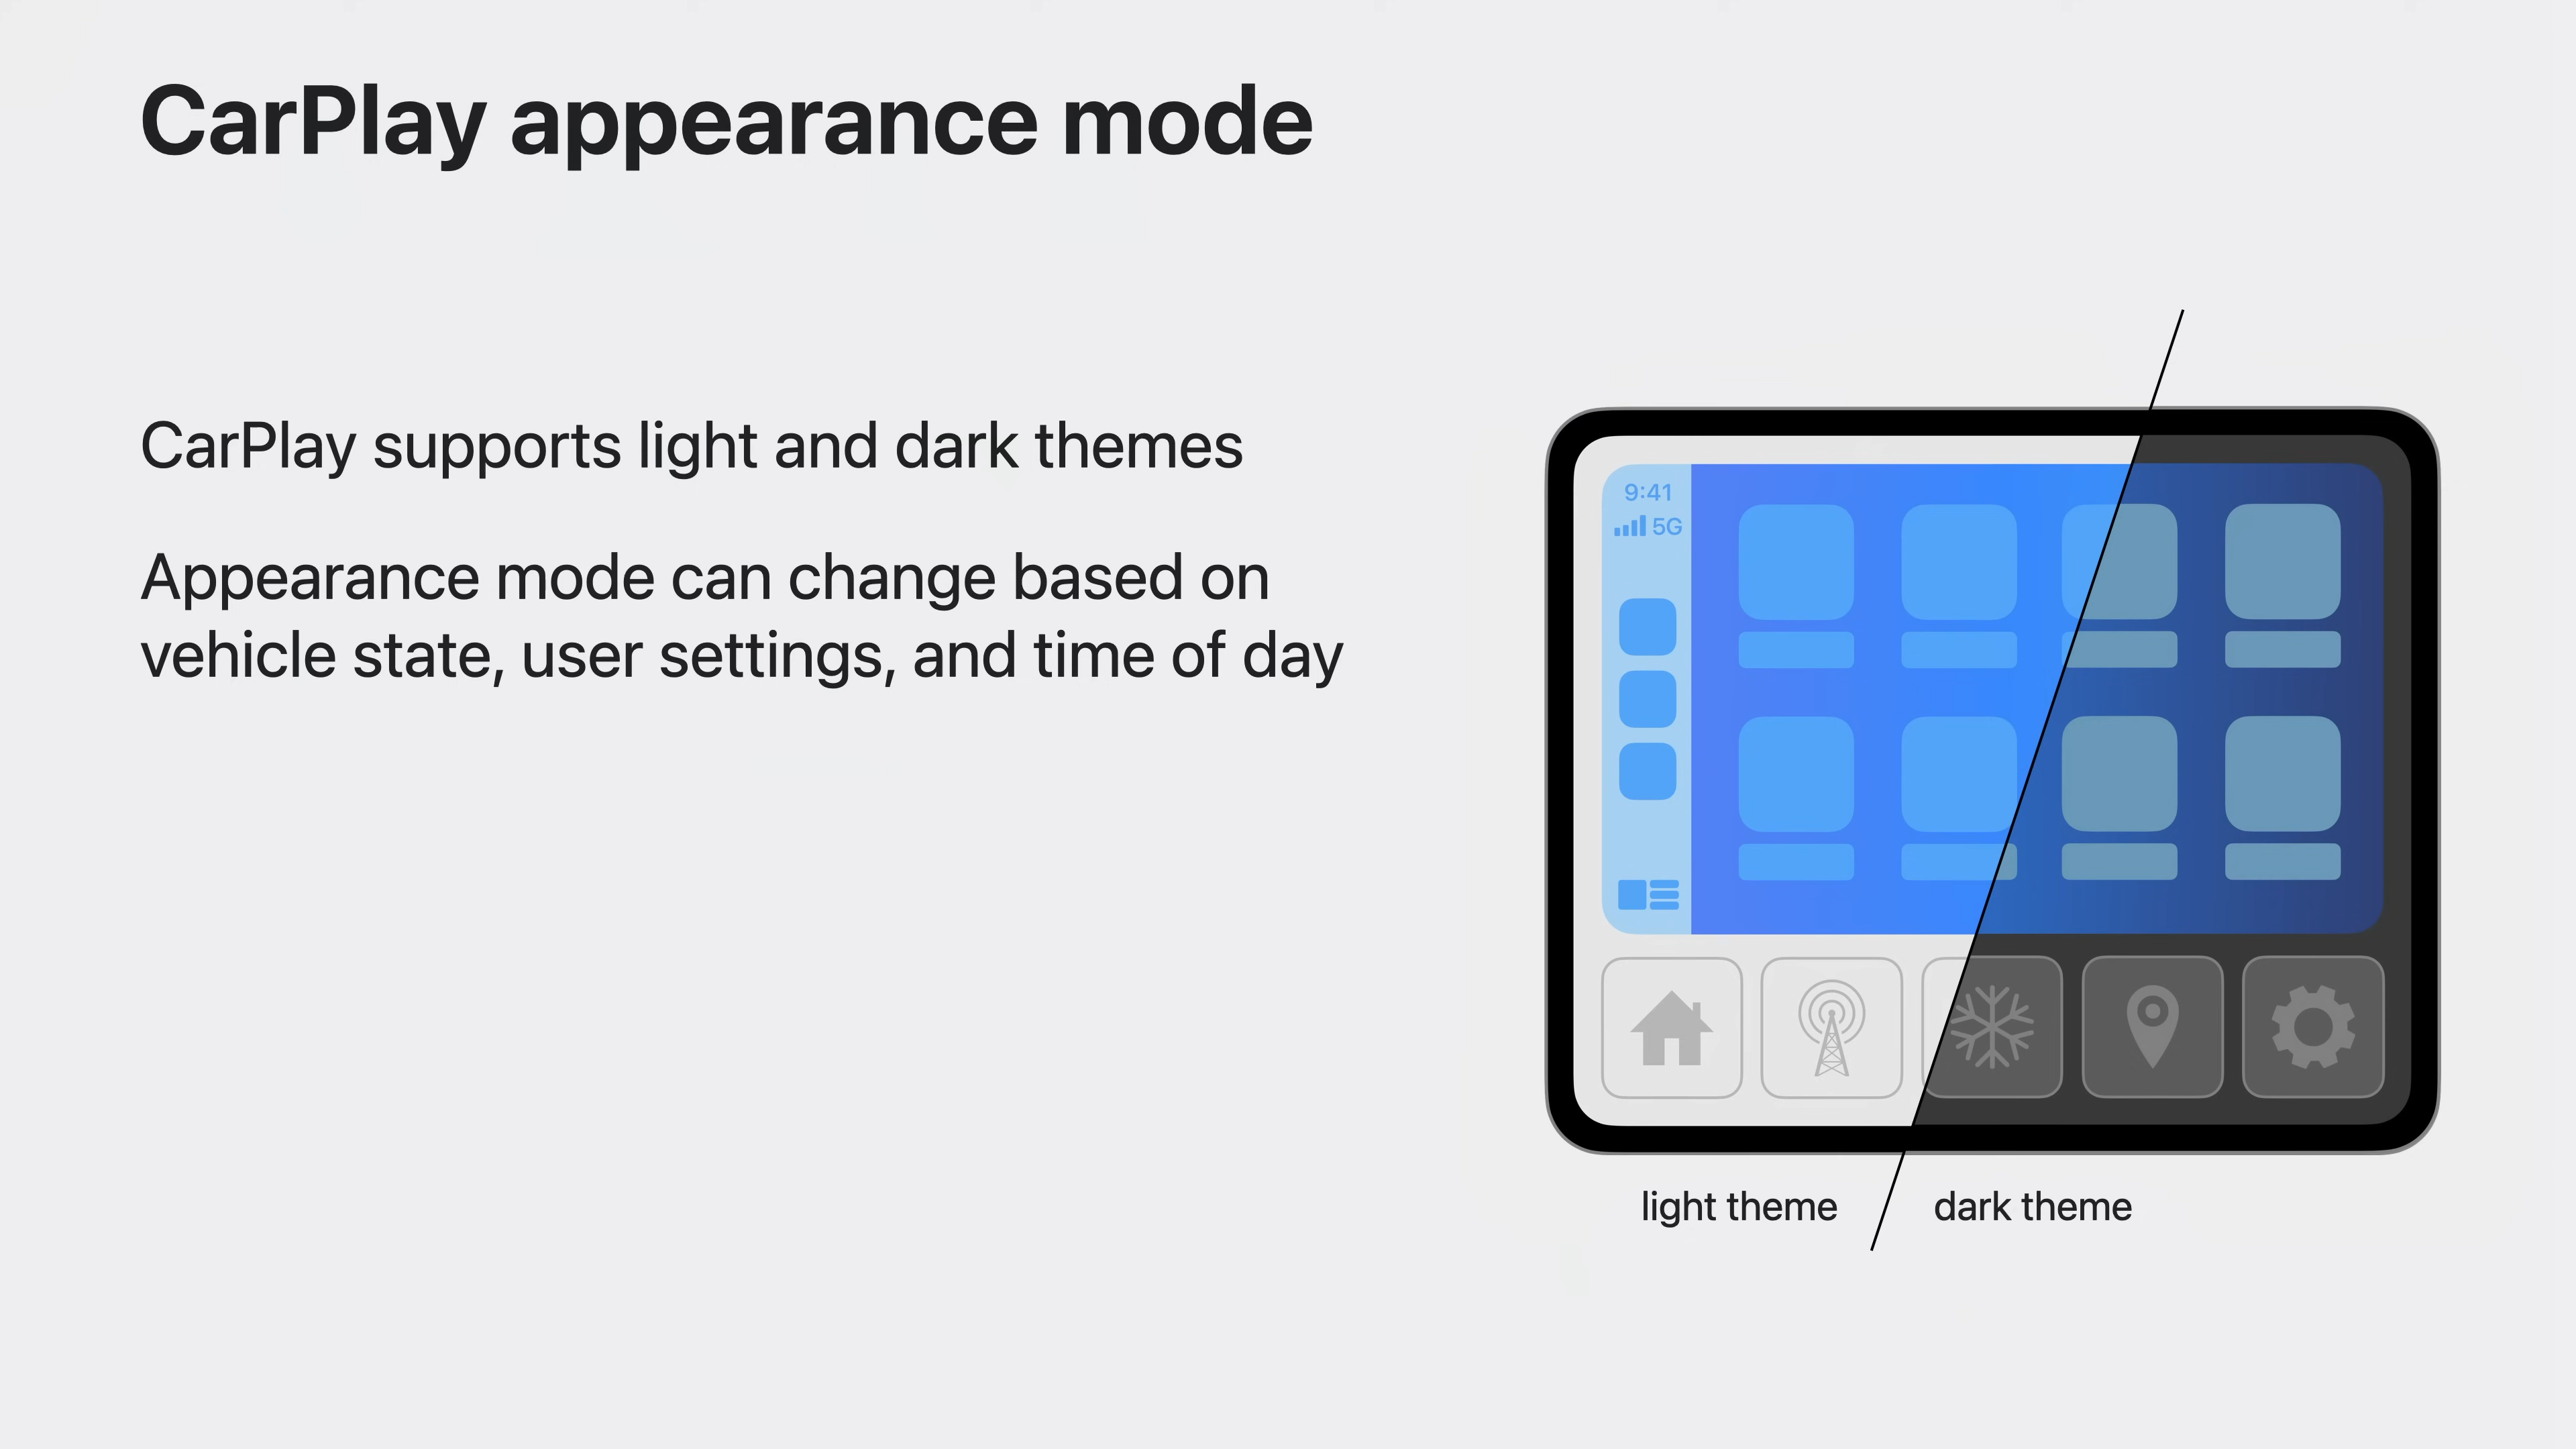 CarPlay appearance mode
CarPlay supports light and dark themes
Appearance mode can change based on
vehicle state, user settings, and time of day
9:41
5G
light theme
dark theme